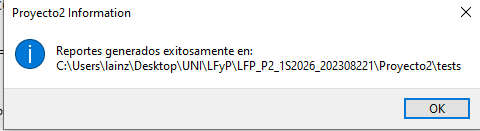 Proyecto2 Information
Reportes generados exitosamente en:
C:\Users\lainz\Desktop\UNI\LFyP\LFP_P2_1S2026_202308221\Proyecto2\tests
OK